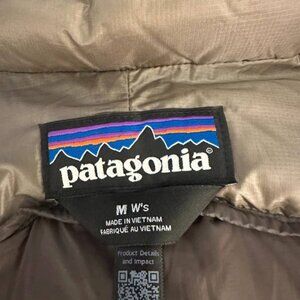 patagonia®
M W's
MADE IN VIETNAM
FABRIQUÉ AU VIETNAM
Product Details
and Impact